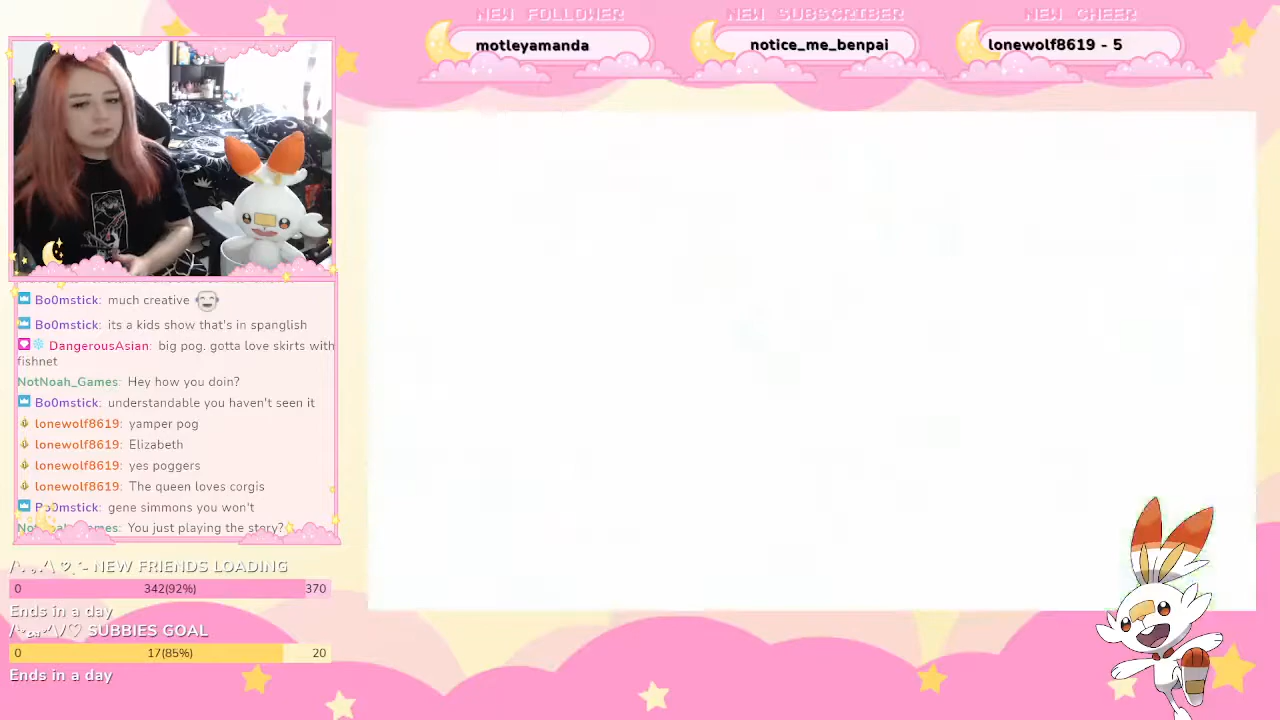 NEW FOLLOWER
NEW SUBSCRIBER
NEW CHEER
motleyamanda
notice_me_benpai
lonewolf8619 - 5
Bo0mstick: much creative
Bo0mstick: its a kids show that's in spanglish
DangerousAsian: big pog. gotta love skirts with
fishnet
NotNoah_Games: Hey how you doin?
Bo0mstick: understandable you haven't seen it
lonewolf8619: yamper pog
lonewolf8619: Elizabeth
lonewolf8619: yes poggers
lonewolf8619: The queen loves corgis
Bo0mstick: gene simmons you won't
NotNoah_Games: You just playing the story?
NEW FRIENDS LOADING
0 342(92%) 370
Ends in a day
SUBBIES GOAL
0 17(85%) 20
Ends in a day